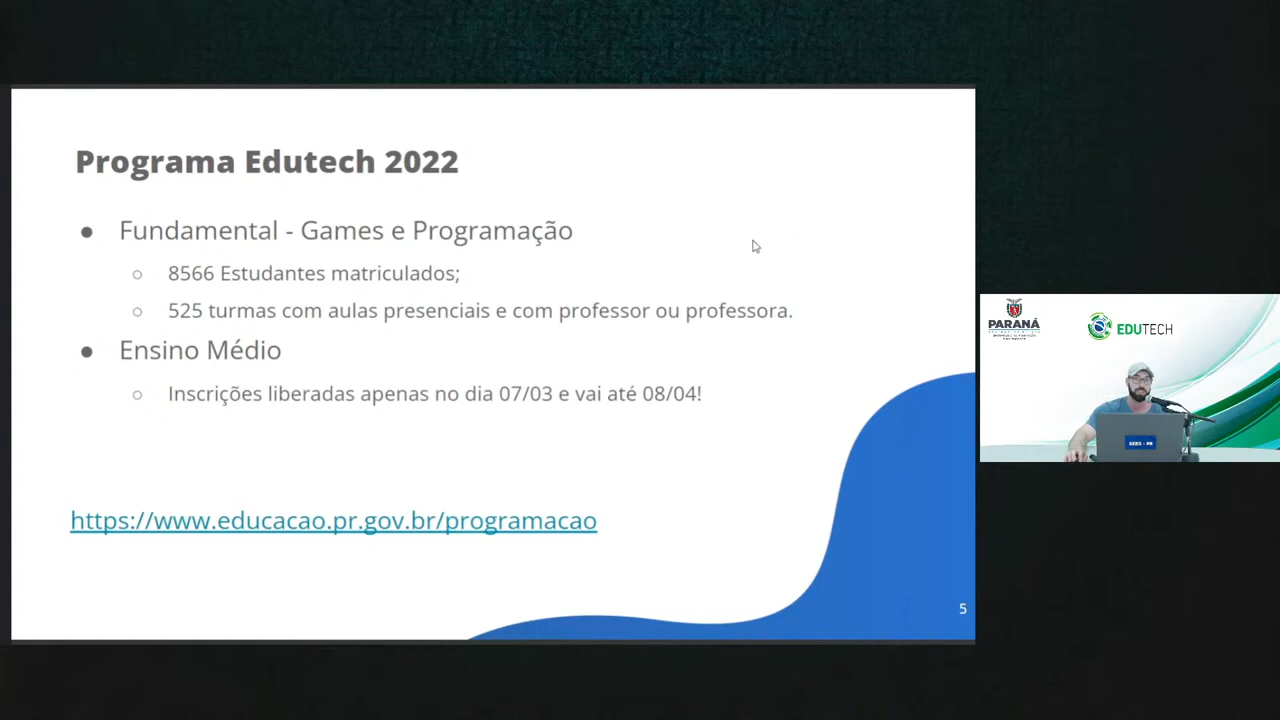 Programa Edutech 2022
● Fundamental - Games e Programação
○ 8566 Estudantes matriculados;
○ 525 turmas com aulas presenciais e com professor ou professora.
● Ensino Médio
○ Inscrições liberadas apenas no dia 07/03 e vai até 08/04!
https://www.educacao.pr.gov.br/programacao
5
PARANÁ
EDUTECH
SEED - PR